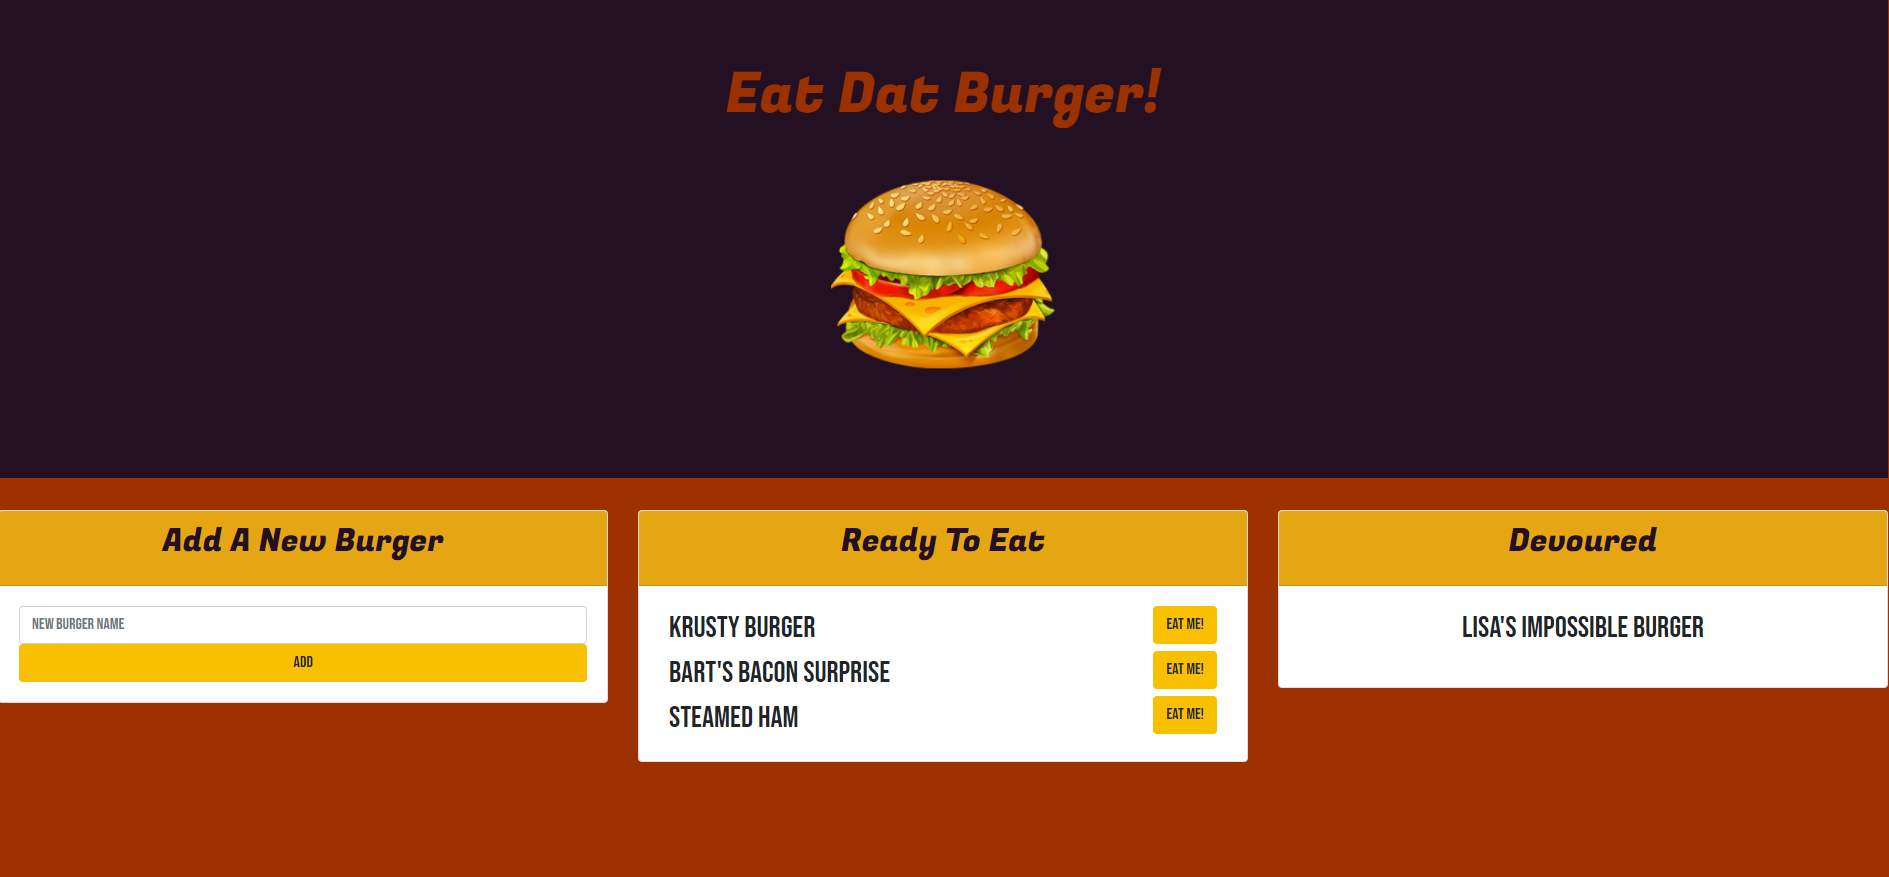 Eat Dat Burger!
Add A New Burger
NEW BURGER NAME
ADD
Ready To Eat
KRUSTY BURGER EAT ME!
BART'S BACON SURPRISE EAT ME!
STEAMED HAM EAT ME!
Devoured
LISA'S IMPOSSIBLE BURGER